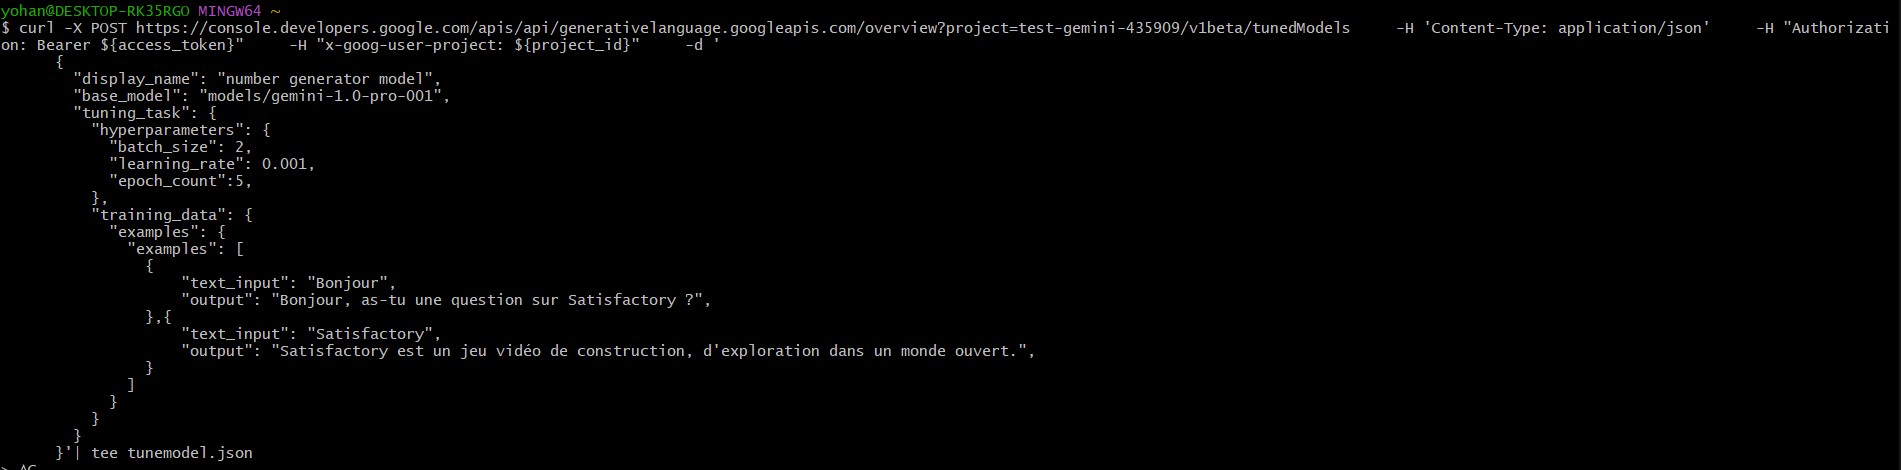 yohan@DESKTOP-RK35RGO MINGW64 ~
$ curl -X POST https://console.developers.google.com/apis/api/generativelanguage.googleapis.com/overview?project=test-gemini-435909/v1beta/tunedModels     -H 'Content-Type: application/json'     -H "Authorizati
on: Bearer ${access_token}"     -H "x-goog-user-project: ${project_id}"     -d '
      {
        "display_name": "number generator model",
        "base_model": "models/gemini-1.0-pro-001",
        "tuning_task": {
          "hyperparameters": {
            "batch_size": 2,
            "learning_rate": 0.001,
            "epoch_count":5,
          },
          "training_data": {
            "examples": {
              "examples": [
                {
                    "text_input": "Bonjour",
                    "output": "Bonjour, as-tu une question sur Satisfactory ?",
                },{
                    "text_input": "Satisfactory",
                    "output": "Satisfactory est un jeu vidéo de construction, d'exploration dans un monde ouvert.",
                }
              ]
            }
          }
        }
      }'| tee tunemodel.json
> ^C